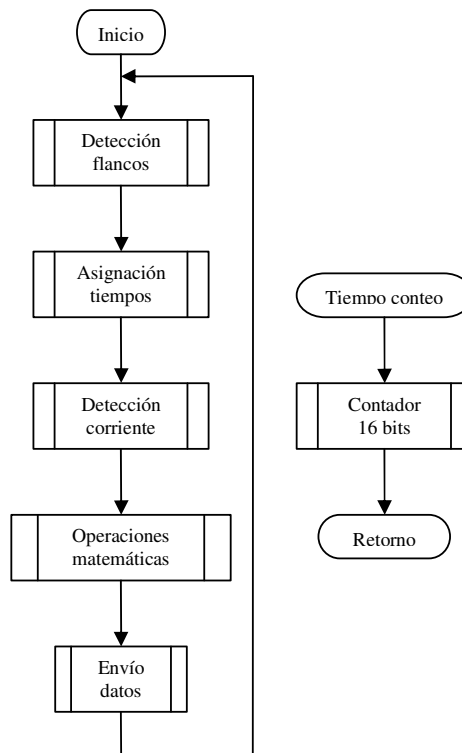 Inicio
Detección
flancos
Asignación
tiempos
Detección
corriente
Operaciones
matemáticas
Envío
datos
Tiempo conteo
Contador
16 bits
Retorno